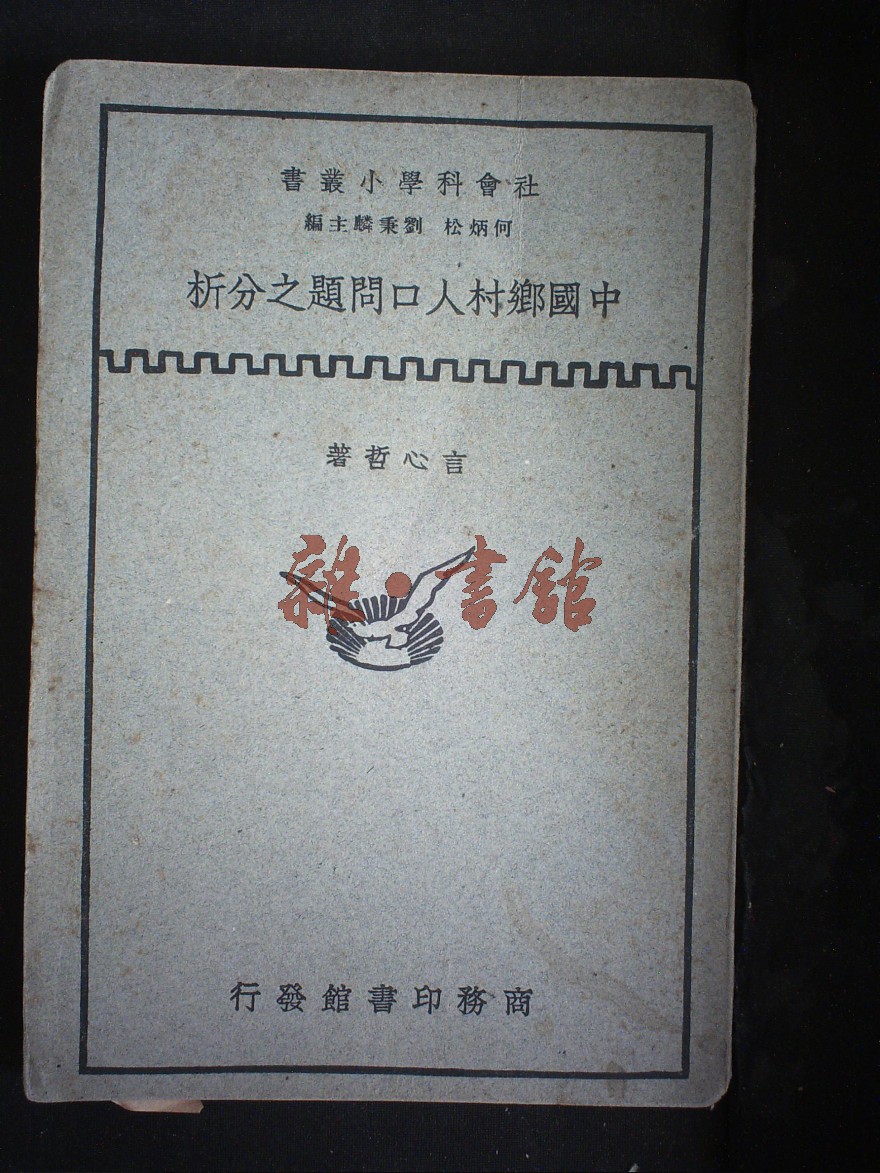 社會科學小叢書
何炳松 劉秉麟主編
中國鄉村人口問題之分析
言心哲著
雜·書館
商務印書館發行